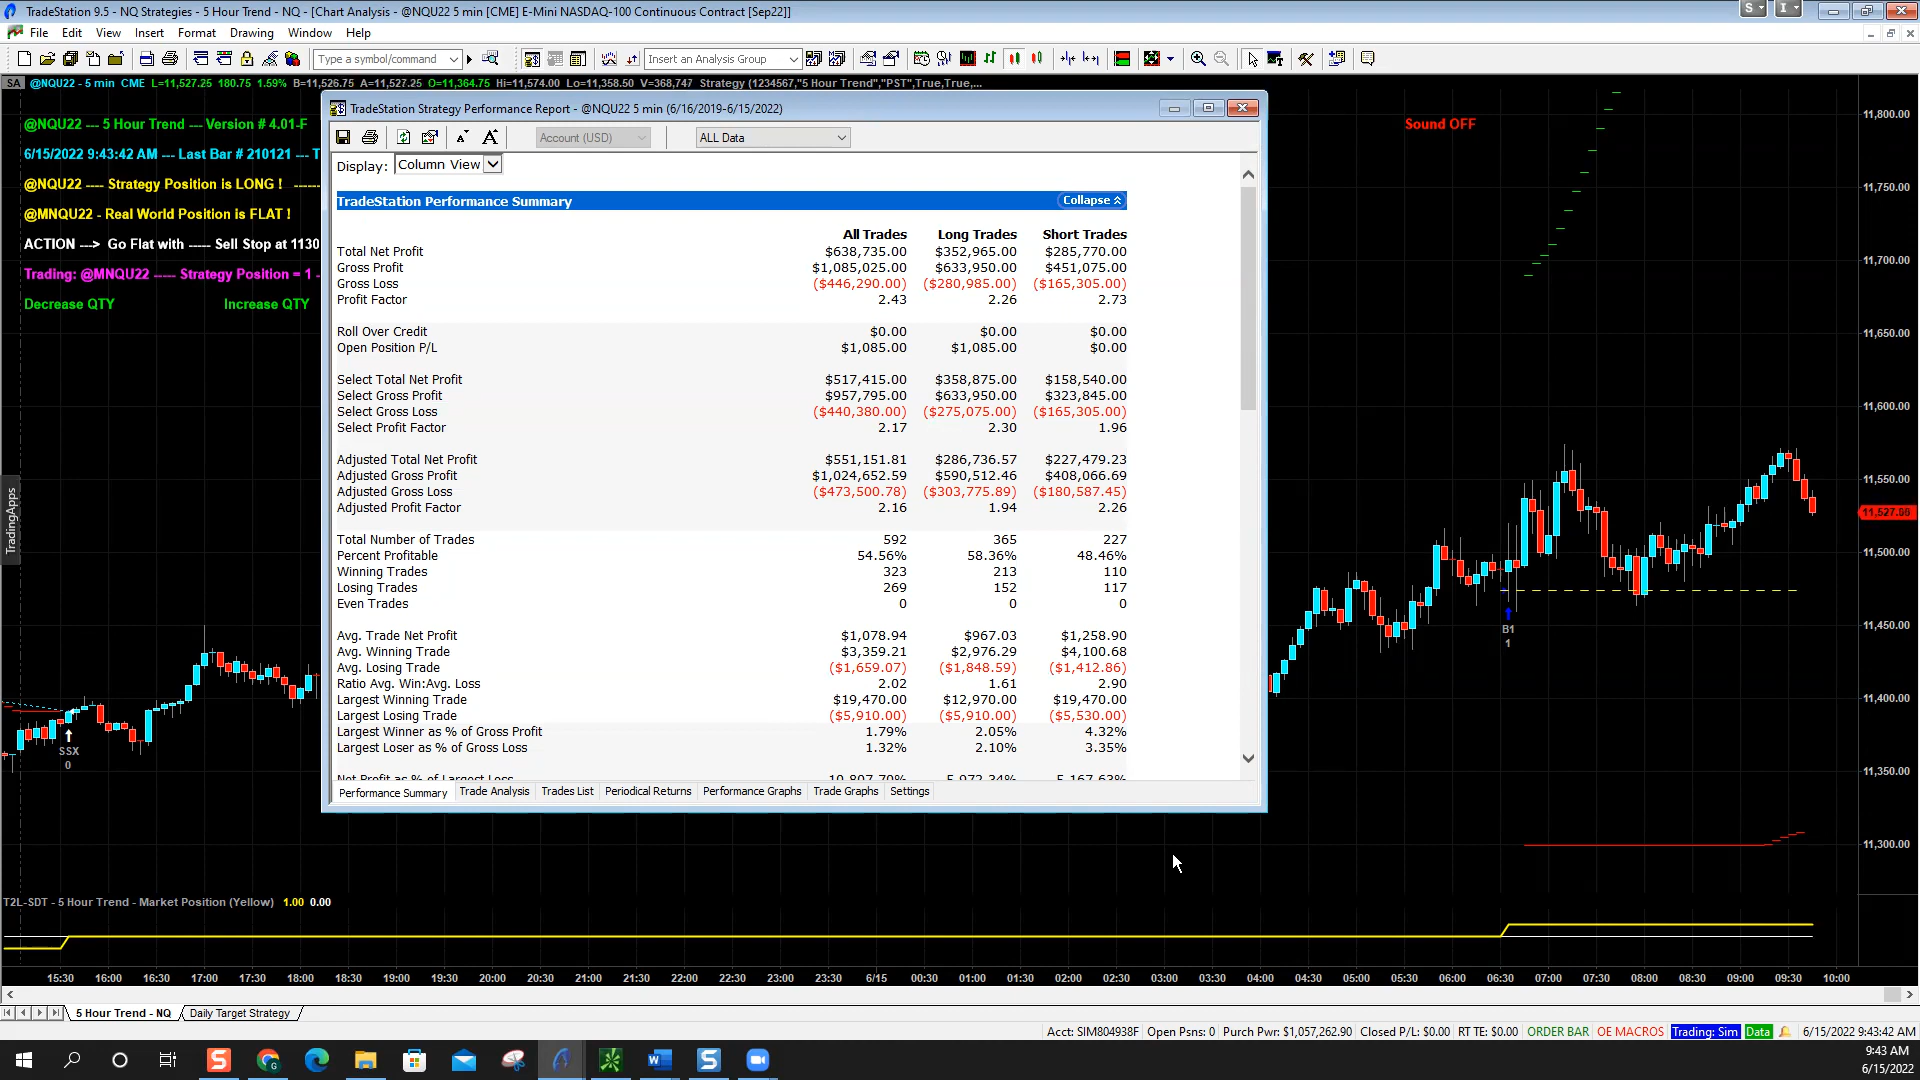 TradeStation 9.5 - NQ Strategies - 5 Hour Trend - NQ - [Chart Analysis - @NQU22 5 min [CME] E-Mini NASDAQ-100 Continuous Contract [Sep22]]
S
I
File Edit View Insert Format Drawing Window Help
Type a symbol/command
Insert an Analysis Group
SA @NQU22 - 5 min CME L=11,527.25 180.75 1.59% B=11,526.75 A=11,527.25 O=11,364.75 Hi=11,574.00 Lo=11,358.50 V=368,747 Strategy (1234567,"5 Hour Trend","PST",True,True,...
@NQU22 --- 5 Hour Trend --- Version # 4.01-F
6/15/2022 9:43:42 AM --- Last Bar # 210121 --- T
@NQU22 ---- Strategy Position is LONG ! ------
@MNQU22 - Real World Position is FLAT !
ACTION ---> Go Flat with ----- Sell Stop at 1130
Trading: @MNQU22 ----- Strategy Position = 1 -
Decrease QTY Increase QTY
Sound OFF
TradingApps
TradeStation Strategy Performance Report - @NQU22 5 min (6/16/2019-6/15/2022)
Account (USD) ALL Data
Display: Column View
TradeStation Performance Summary Collapse
All Trades Long Trades Short Trades
Total Net Profit $638,735.00 $352,965.00 $285,770.00
Gross Profit $1,085,025.00 $633,950.00 $451,075.00
Gross Loss ($446,290.00) ($280,985.00) ($165,305.00)
Profit Factor 2.43 2.26 2.73
Roll Over Credit $0.00 $0.00 $0.00
Open Position P/L $1,085.00 $1,085.00 $0.00
Select Total Net Profit $517,415.00 $358,875.00 $158,540.00
Select Gross Profit $957,795.00 $633,950.00 $323,845.00
Select Gross Loss ($440,380.00) ($275,075.00) ($165,305.00)
Select Profit Factor 2.17 2.30 1.96
Adjusted Total Net Profit $551,151.81 $286,736.57 $227,479.23
Adjusted Gross Profit $1,024,652.59 $590,512.46 $408,066.69
Adjusted Gross Loss ($473,500.78) ($303,775.89) ($180,587.45)
Adjusted Profit Factor 2.16 1.94 2.26
Total Number of Trades 592 365 227
Percent Profitable 54.56% 58.36% 48.46%
Winning Trades 323 213 110
Losing Trades 269 152 117
Even Trades 0 0 0
Avg. Trade Net Profit $1,078.94 $967.03 $1,258.90
Avg. Winning Trade $3,359.21 $2,976.29 $4,100.68
Avg. Losing Trade ($1,659.07) ($1,848.59) ($1,412.86)
Ratio Avg. Win:Avg. Loss 2.02 1.61 2.90
Largest Winning Trade $19,470.00 $12,970.00 $19,470.00
Largest Losing Trade ($5,910.00) ($5,910.00) ($5,530.00)
Largest Winner as % of Gross Profit 1.79% 2.05% 4.32%
Largest Loser as % of Gross Loss 1.32% 2.10% 3.35%
Net Profit as % of Largest Loss 10,807.70% 5,972.34% 5,167.63%
Performance Summary Trade Analysis Trades List Periodical Returns Performance Graphs Trade Graphs Settings
11,800.00
11,750.00
11,700.00
11,650.00
11,600.00
11,550.00
11,500.00
11,450.00
11,400.00
11,350.00
11,300.00
B1
1
SSX
0
T2L-SDT - 5 Hour Trend - Market Position (Yellow) 1.00 0.00
15:30 16:00 16:30 17:00 17:30 18:00 18:30 19:00 19:30 20:00 20:30 21:00 21:30 22:00 22:30 23:00 23:30 6/15 00:30 01:00 01:30 02:00 02:30 03:00 03:30 04:00 04:30 05:00 05:30 06:00 06:30 07:00 07:30 08:00 08:30 09:00 09:30 10:00
5 Hour Trend - NQ Daily Target Strategy
Acct: SIM804938F Open Psns: 0 Purch Pwr: $1,057,262.90 Closed P/L: $0.00 RT TE: $0.00 ORDER BAR OE MACROS Trading: Sim Data 6/15/2022 9:43:42 AM
9:43 AM
6/15/2022